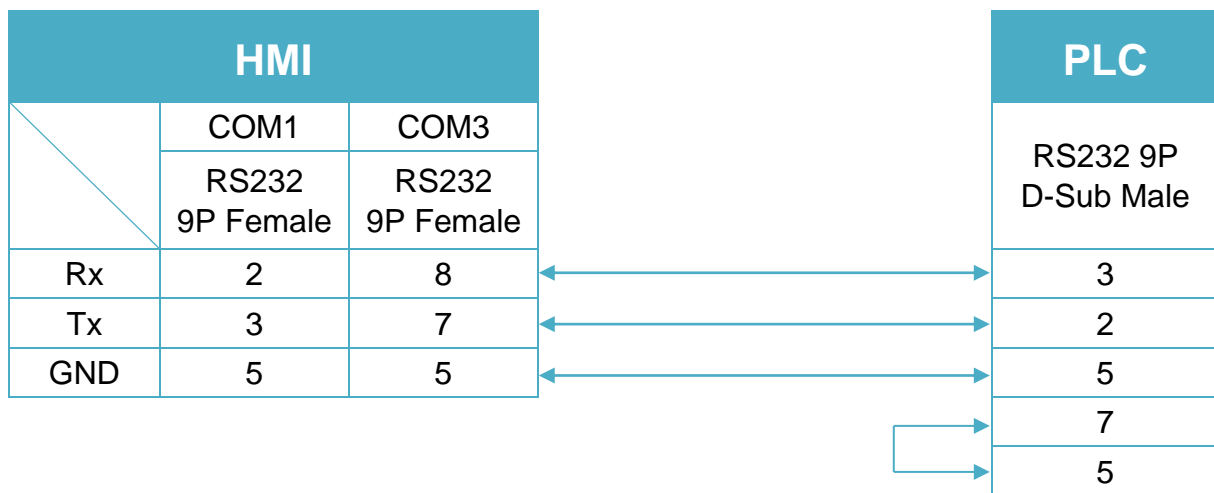 HMI PLC
COM1 COM3
RS232 9P Female RS232 9P Female RS232 9P D-Sub Male
Rx 2 8 3
Tx 3 7 2
GND 5 5 5
7
5